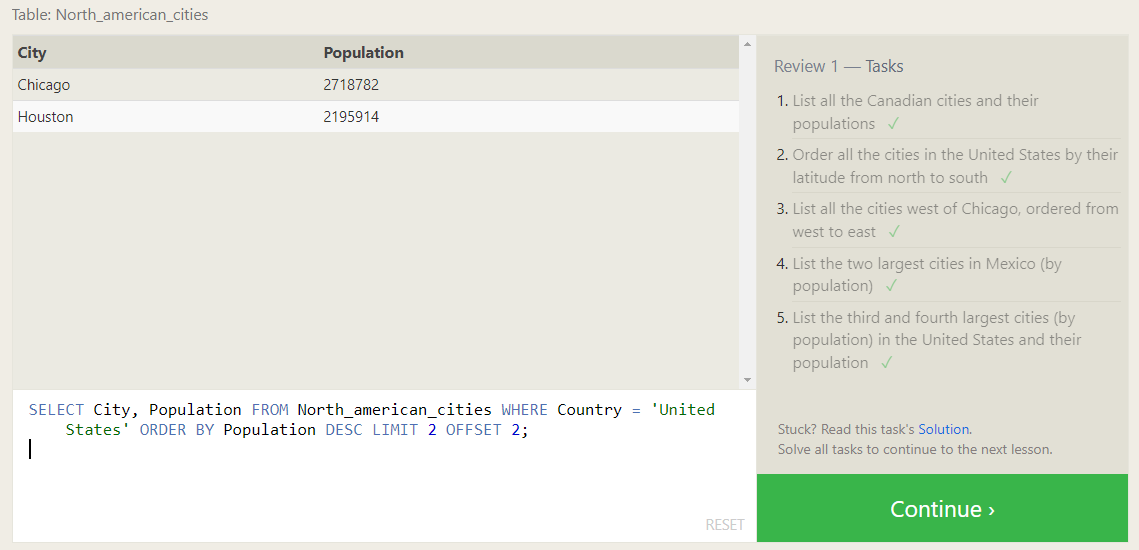 Table: North_american_cities
City Population
Chicago 2718782
Houston 2195914
SELECT City, Population FROM North_american_cities WHERE Country = 'United
States' ORDER BY Population DESC LIMIT 2 OFFSET 2;
RESET
Review 1 — Tasks
1. List all the Canadian cities and their
populations ✓
2. Order all the cities in the United States by their
latitude from north to south ✓
3. List all the cities west of Chicago, ordered from
west to east ✓
4. List the two largest cities in Mexico (by
population) ✓
5. List the third and fourth largest cities (by
population) in the United States and their
population ✓
Stuck? Read this task's Solution.
Solve all tasks to continue to the next lesson.
Continue ›